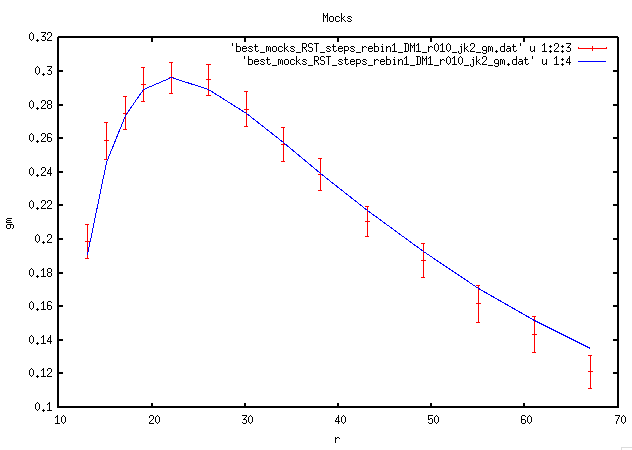 Mocks
'best_mocks_RST_steps_rebin1_DM1_r010_jk2_gm.dat' u 1:2:3
'best_mocks_RST_steps_rebin1_DM1_r010_jk2_gm.dat' u 1:4
0.32
0.3
0.28
0.26
0.24
0.22
0.2
0.18
0.16
0.14
0.12
0.1
gm
10 20 30 40 50 60 70
r